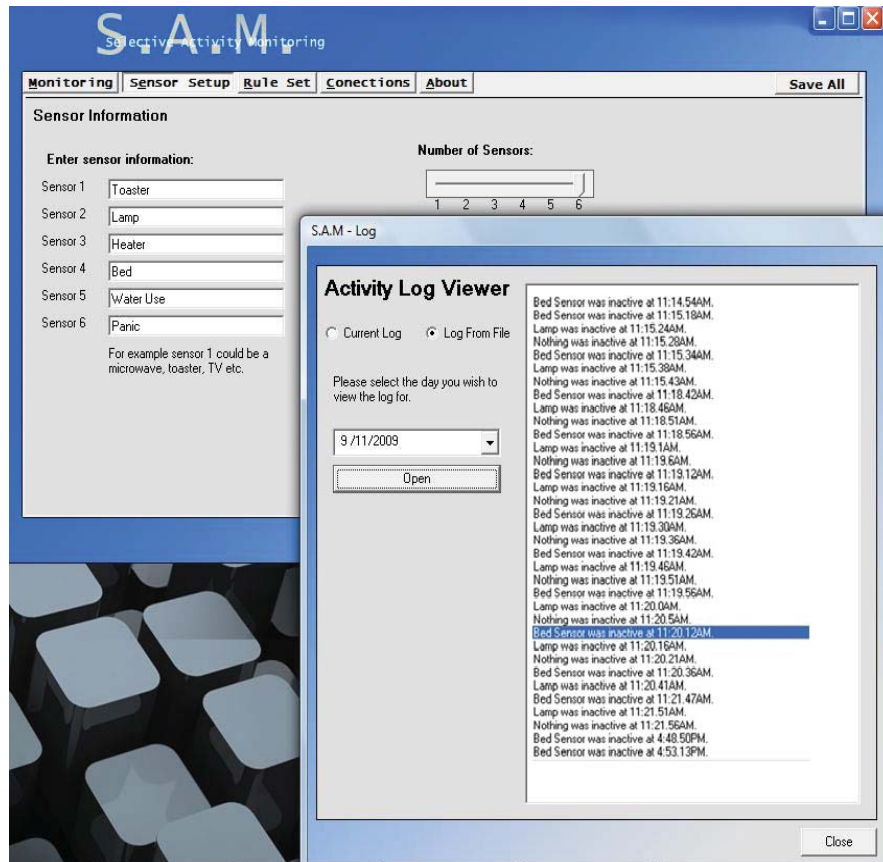 S.A.M.
Selective Activity Monitoring
Monitoring Sensor Setup Rule Set Conections About Save All
Sensor Information
Enter sensor information:
Number of Sensors:
Sensor 1 Toaster
Sensor 2 Lamp
Sensor 3 Heater
Sensor 4 Bed
Sensor 5 Water Use
Sensor 6 Panic
For example sensor 1 could be a
microwave, toaster, TV etc.
1 2 3 4 5 6
S.A.M - Log
Activity Log Viewer
Current Log Log From File
Please select the day you wish to
view the log for.
9 /11/2009
Open
Bed Sensor was inactive at 11:14.54AM.
Bed Sensor was inactive at 11:15.18AM.
Lamp was inactive at 11:15.24AM.
Nothing was inactive at 11:15.28AM.
Bed Sensor was inactive at 11:15.34AM.
Lamp was inactive at 11:15.38AM.
Nothing was inactive at 11:15.43AM.
Bed Sensor was inactive at 11:18.42AM.
Lamp was inactive at 11:18.46AM.
Nothing was inactive at 11:18.51AM.
Bed Sensor was inactive at 11:18.56AM.
Lamp was inactive at 11:19.1AM.
Nothing was inactive at 11:19.6AM.
Bed Sensor was inactive at 11:19.12AM.
Lamp was inactive at 11:19.16AM.
Nothing was inactive at 11:19.21AM.
Bed Sensor was inactive at 11:19.26AM.
Lamp was inactive at 11:19.30AM.
Nothing was inactive at 11:19.36AM.
Bed Sensor was inactive at 11:19.42AM.
Lamp was inactive at 11:19.46AM.
Nothing was inactive at 11:19.51AM.
Bed Sensor was inactive at 11:19.56AM.
Lamp was inactive at 11:20.0AM.
Nothing was inactive at 11:20.5AM.
Bed Sensor was inactive at 11:20.12AM.
Lamp was inactive at 11:20.16AM.
Nothing was inactive at 11:20.21AM.
Bed Sensor was inactive at 11:20.36AM.
Lamp was inactive at 11:20.41AM.
Bed Sensor was inactive at 11:21.47AM.
Lamp was inactive at 11:21.51AM.
Nothing was inactive at 11:21.56AM.
Bed Sensor was inactive at 4:48.50PM.
Bed Sensor was inactive at 4:53.13PM.
Close